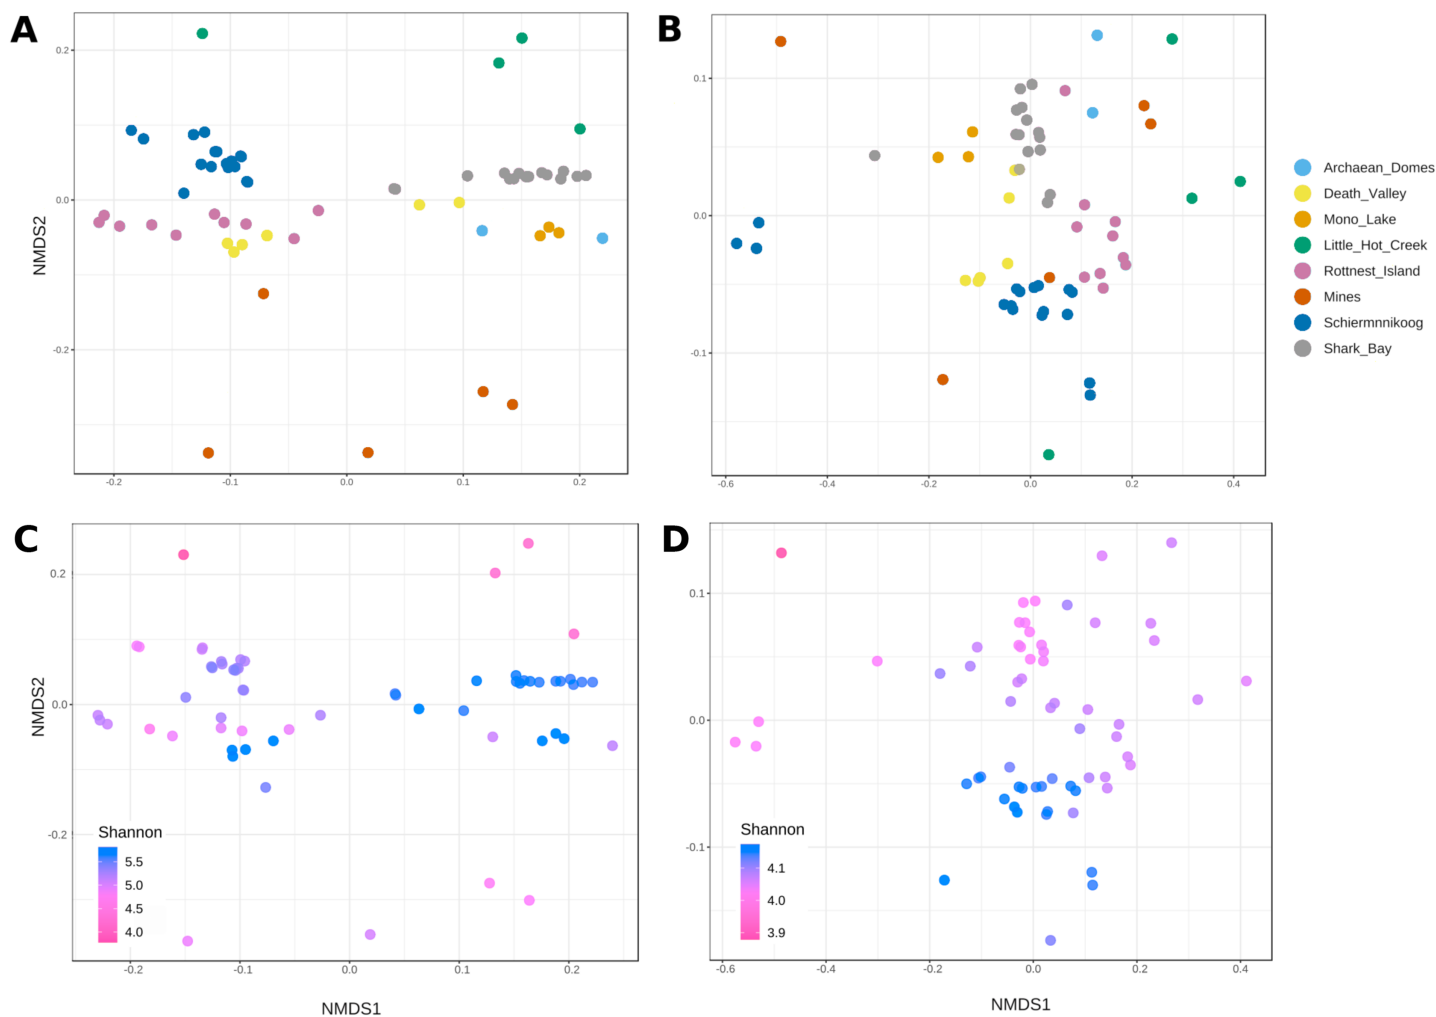 A
0.2
0.0
-0.2
NMDS2
-0.2
-0.1
0.0
0.1
0.2
B
0.1
0.0
-0.1
-0.6
-0.4
-0.2
0.0
0.2
0.4
Archaean_Domes
Death_Valley
Mono_Lake
Little_Hot_Creek
Rottnest_Island
Mines
Schiermnnikoog
Shark_Bay
C
0.2
0.0
-0.2
NMDS2
Shannon
5.5
5.0
4.5
4.0
-0.2
-0.1
0.0
0.1
0.2
NMDS1
D
0.1
0.0
-0.1
Shannon
4.1
4.0
3.9
-0.6
-0.4
-0.2
0.0
0.2
0.4
NMDS1